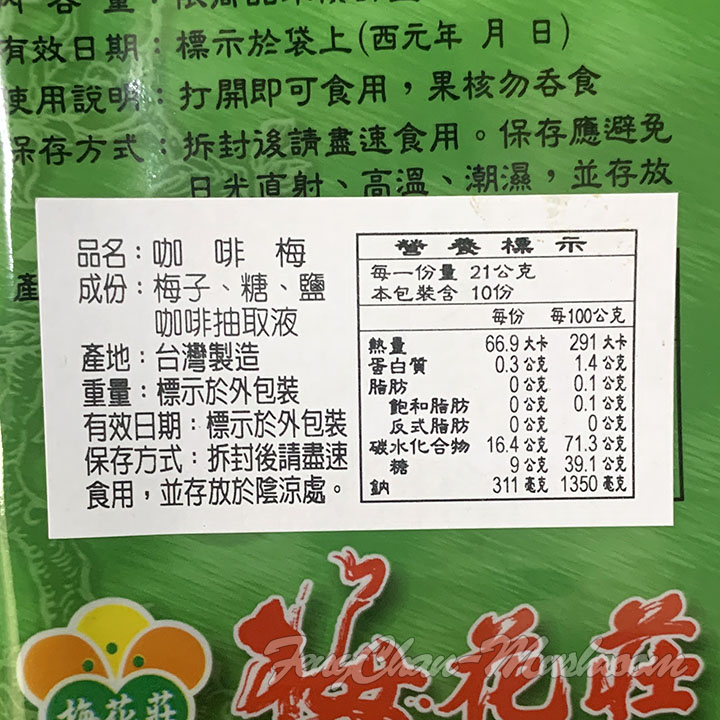 有效日期：標示於袋上(西元年 月 日)
使用說明：打開即可食用，果核勿吞食
保存方式：拆封後請盡速食用。保存應避免
日光直射、高溫、潮濕，並存放
產
品名：咖 啡 梅
成份：梅子、糖、鹽
咖啡抽取液
產地：台灣製造
重量：標示於外包裝
有效日期：標示於外包裝
保存方式：拆封後請盡速
食用，並存放於陰涼處。
營養標示
每一份量 21公克
本包裝含 10份
每份 每100公克
熱量 66.9 大卡 291 大卡
蛋白質 0.3 公克 1.4 公克
脂肪 0 公克 0.1 公克
飽和脂肪 0 公克 0.1 公克
反式脂肪 0 公克 0 公克
碳水化合物 16.4 公克 71.3 公克
糖 9 公克 39.1 公克
鈉 311 毫克 1350 毫克
梅花莊
梅花莊